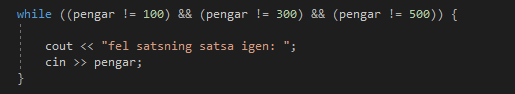 while ((pengar != 100) && (pengar != 300) && (pengar != 500)) {
cout << "fel satsning satsa igen: ";
cin >> pengar;
}